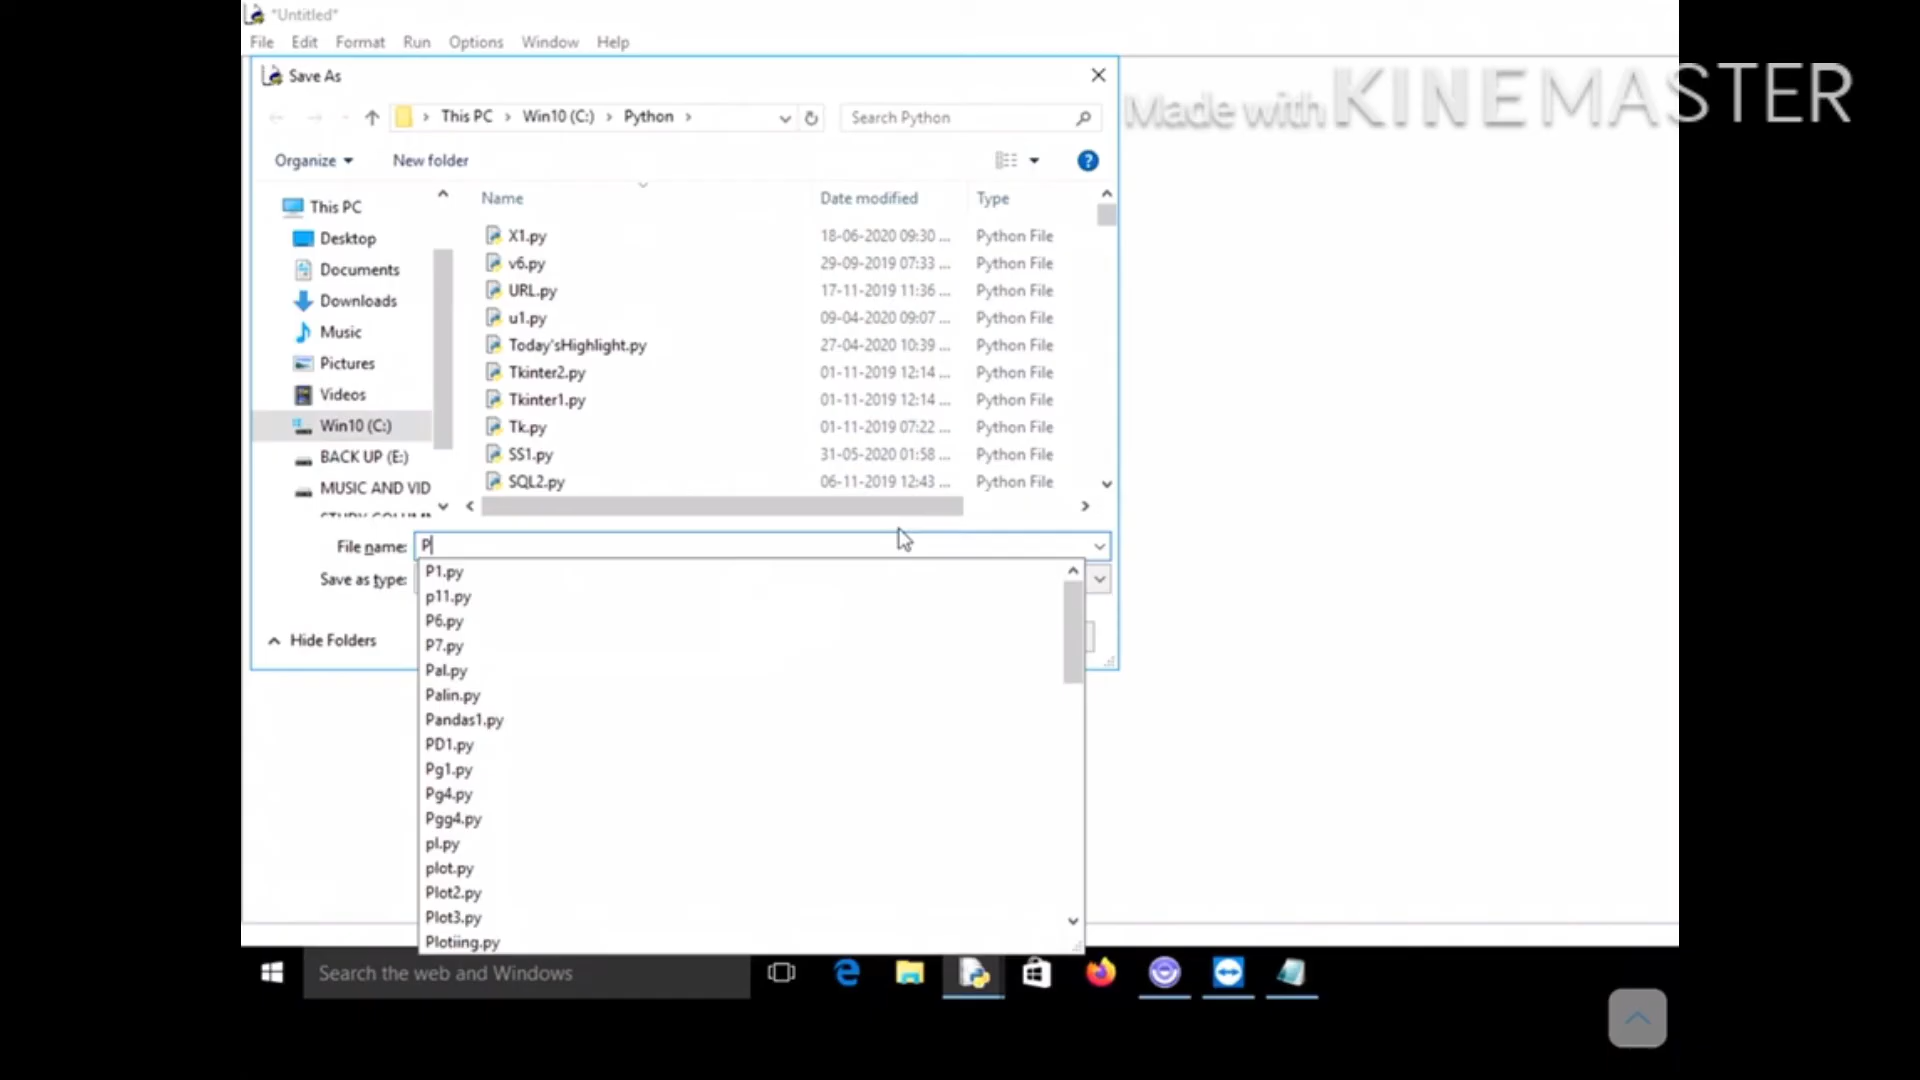 *Untitled*
File Edit Format Run Options Window Help
Save As
Made with KINEMASTER
This PC Win10 (C:) Python
Search Python
Organize New folder
Name Date modified Type
This PC
Desktop
Documents
Downloads
Music
Pictures
Videos
Win10 (C:)
BACK UP (E:)
MUSIC AND VID
X1.py 18-06-2020 09:30 ... Python File
v6.py 29-09-2019 07:33 ... Python File
URL.py 17-11-2019 11:36 ... Python File
u1.py 09-04-2020 09:07 ... Python File
Today'sHighlight.py 27-04-2020 10:39 ... Python File
Tkinter2.py 01-11-2019 12:14 ... Python File
Tkinter1.py 01-11-2019 12:14 ... Python File
Tk.py 01-11-2019 07:22 ... Python File
SS1.py 31-05-2020 01:58 ... Python File
SQL2.py 06-11-2019 12:43 ... Python File
File name: P
Save as type:
Hide Folders
P1.py
p11.py
P6.py
P7.py
Pal.py
Palin.py
Pandas1.py
PD1.py
Pg1.py
Pg4.py
Pgg4.py
pl.py
plot.py
Plot2.py
Plot3.py
Plotiing.py
Search the web and Windows